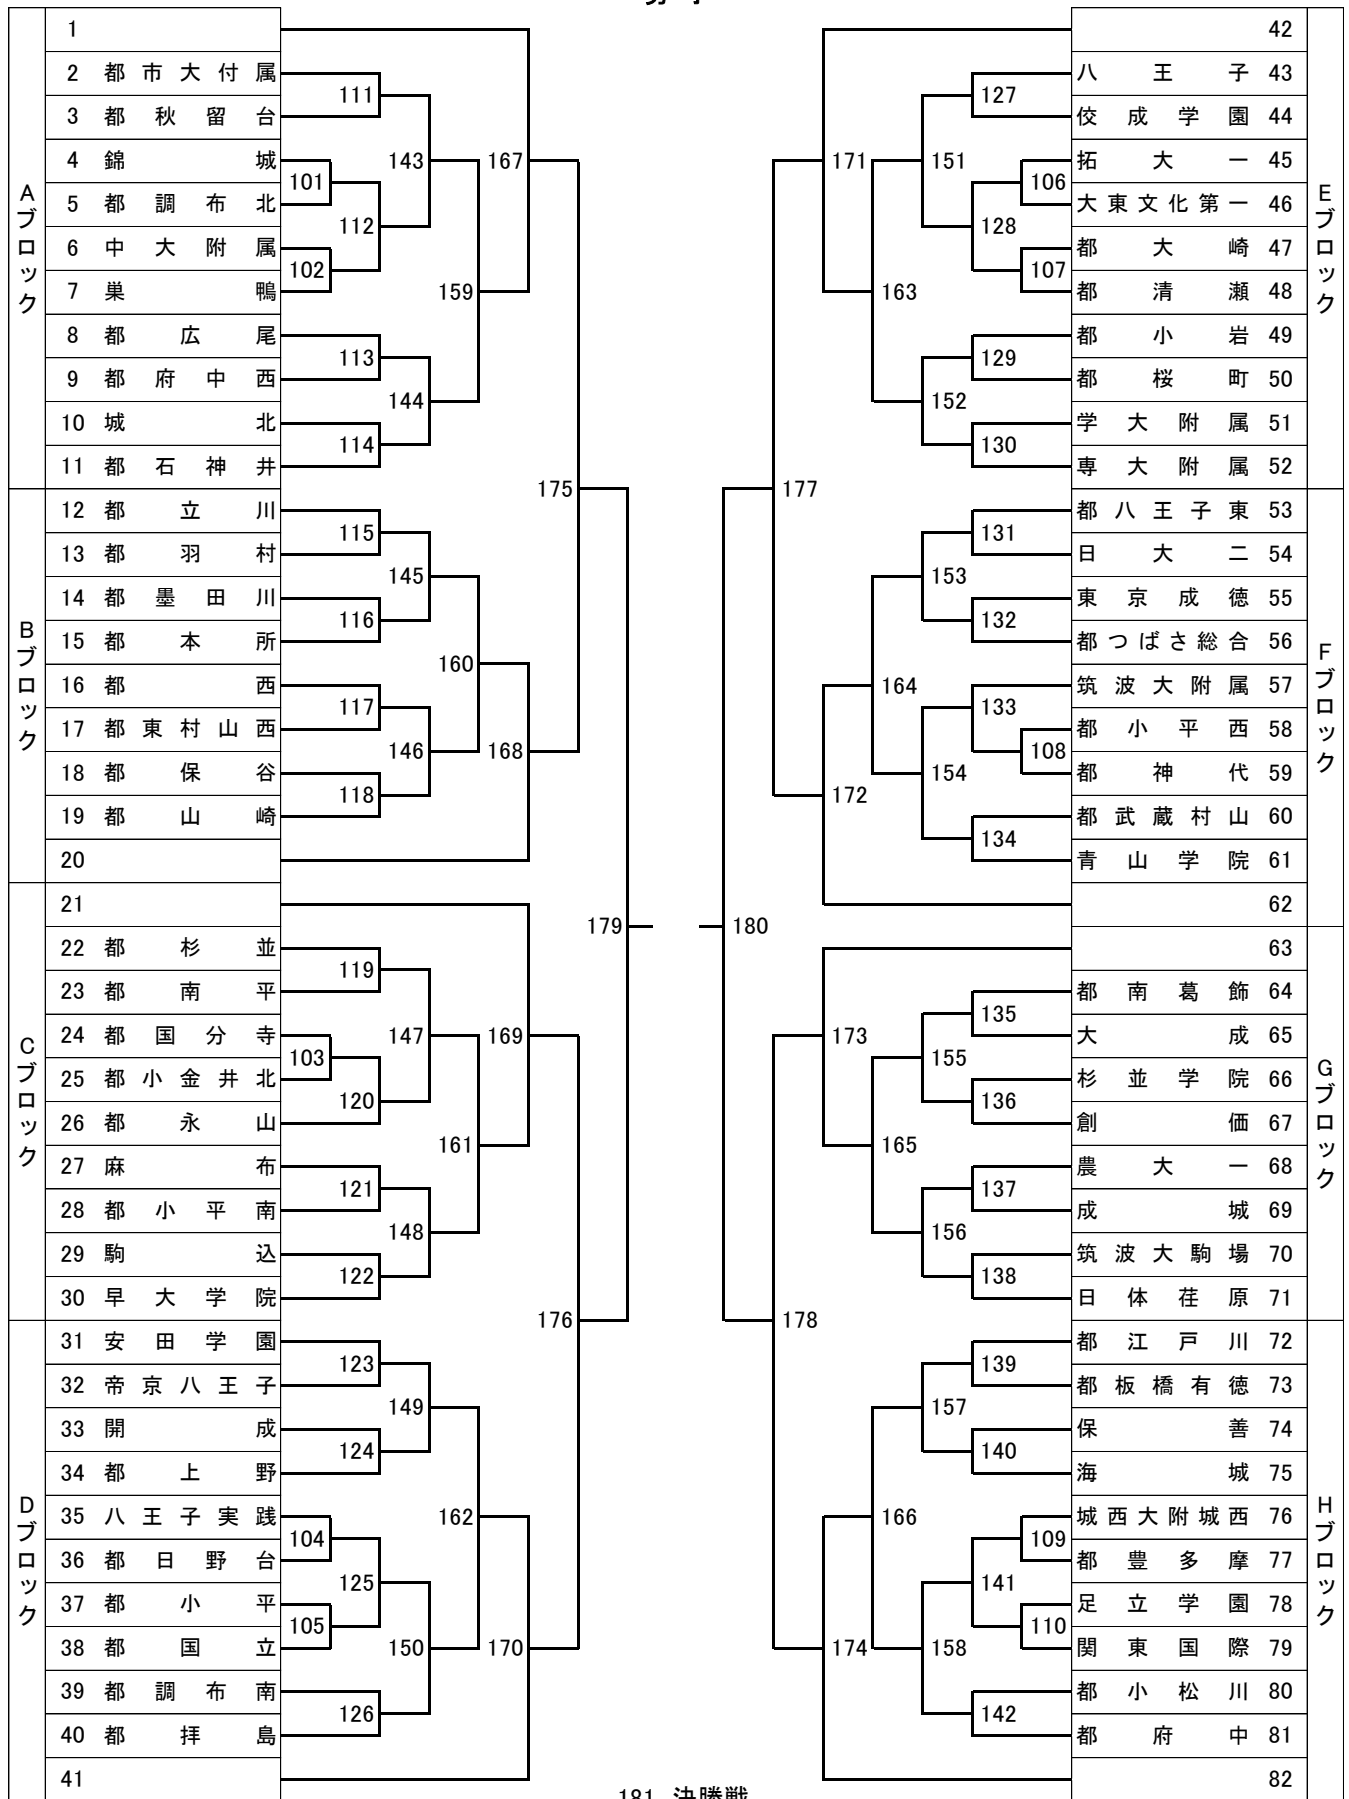 Aブロック
1
2 都市大付属
3 都秋留台
4 錦城
5 都調布北
6 中大附属
7 巣鴨
8 都広尾
9 都府中西
10 城北
11 都石神井
Bブロック
12 都立川
13 都羽村
14 都墨田川
15 都本所
16 都西
17 都東村山西
18 都保谷
19 都山崎
20
Cブロック
21
22 都杉並
23 都南平
24 都国分寺
25 都小金井北
26 都永山
27 麻布
28 都小平南
29 駒込
30 早大学院
Dブロック
31 安田学園
32 帝京八王子
33 開成
34 都上野
35 八王子実践
36 都日野台
37 都小平
38 都国立
39 都調布南
40 都拝島
41
101
102
103
104
105
111
112
113
114
115
116
117
118
119
120
121
122
123
124
125
126
143
144
145
146
147
148
149
150
159
160
161
162
167
168
169
170
175
176
179
180
177
178
171
172
173
174
163
164
165
166
151
152
153
154
155
156
157
158
127
128
129
130
131
132
133
134
135
136
137
138
139
140
141
142
106
107
108
109
110
Eブロック
42
八王子 43
佼成学園 44
拓大一 45
大東文化第一 46
都大崎 47
都清瀬 48
都小岩 49
都桜町 50
学大附属 51
専大附属 52
Fブロック
都八王子東 53
日大二 54
東京成徳 55
都つばさ総合 56
筑波大附属 57
都小平西 58
都神代 59
都武蔵村山 60
青山学院 61
62
Gブロック
63
都南葛飾 64
大成 65
杉並学院 66
創価 67
農大一 68
成城 69
筑波大駒場 70
日体荏原 71
Hブロック
都江戸川 72
都板橋有徳 73
保善 74
海城 75
城西大附城西 76
都豊多摩 77
足立学園 78
関東国際 79
都小松川 80
都府中 81
82
181 決勝戦